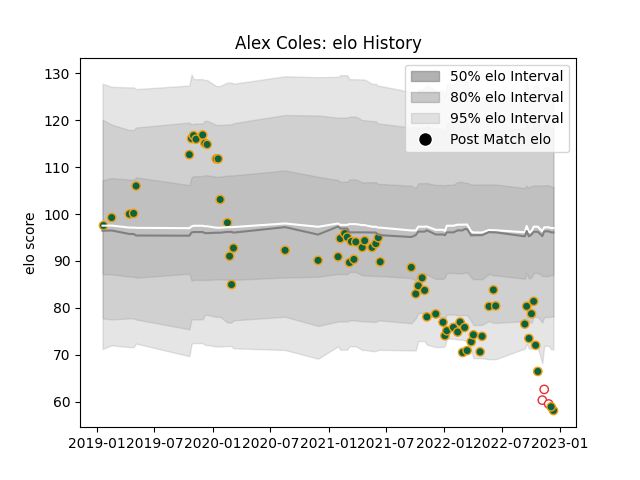 Alex Coles: elo History
50% elo Interval
80% elo Interval
95% elo Interval
Post Match elo
elo score
130
120
110
100
90
80
70
60
2019-01 2019-07 2020-01 2020-07 2021-01 2021-07 2022-01 2022-07 2023-01